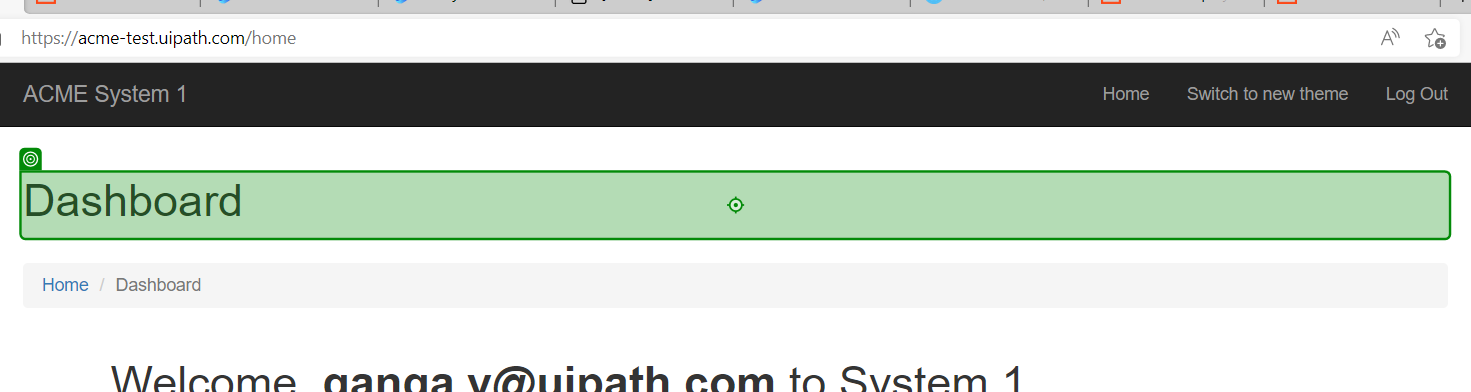 https://acme-test.uipath.com/home
ACME System 1
Home
Switch to new theme
Log Out
Dashboard
Home / Dashboard
Welcome, ganga.v@uipath.com to System 1